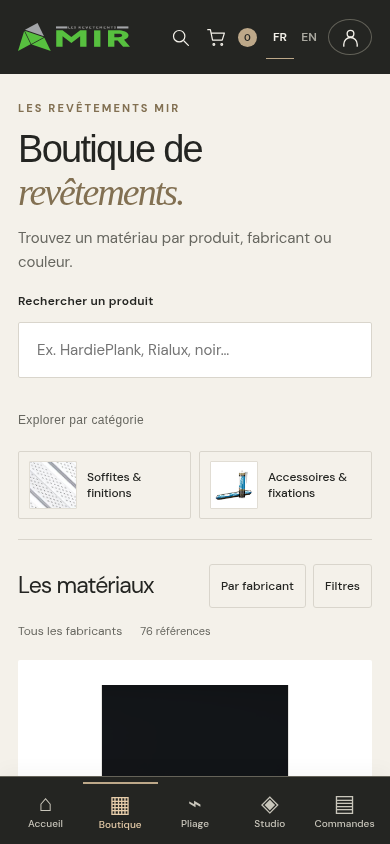 LES REVÊTEMENTS
MIR
0
FR
EN
LES REVÊTEMENTS MIR
Boutique de
revêtements.
Trouvez un matériau par produit, fabricant ou
couleur.
Rechercher un produit
Ex. HardiePlank, Rialux, noir…
Explorer par catégorie
Soffites &
finitions
Accessoires &
fixations
Les matériaux
Par fabricant
Filtres
Tous les fabricants
76 références
Accueil
Boutique
Pliage
Studio
Commandes